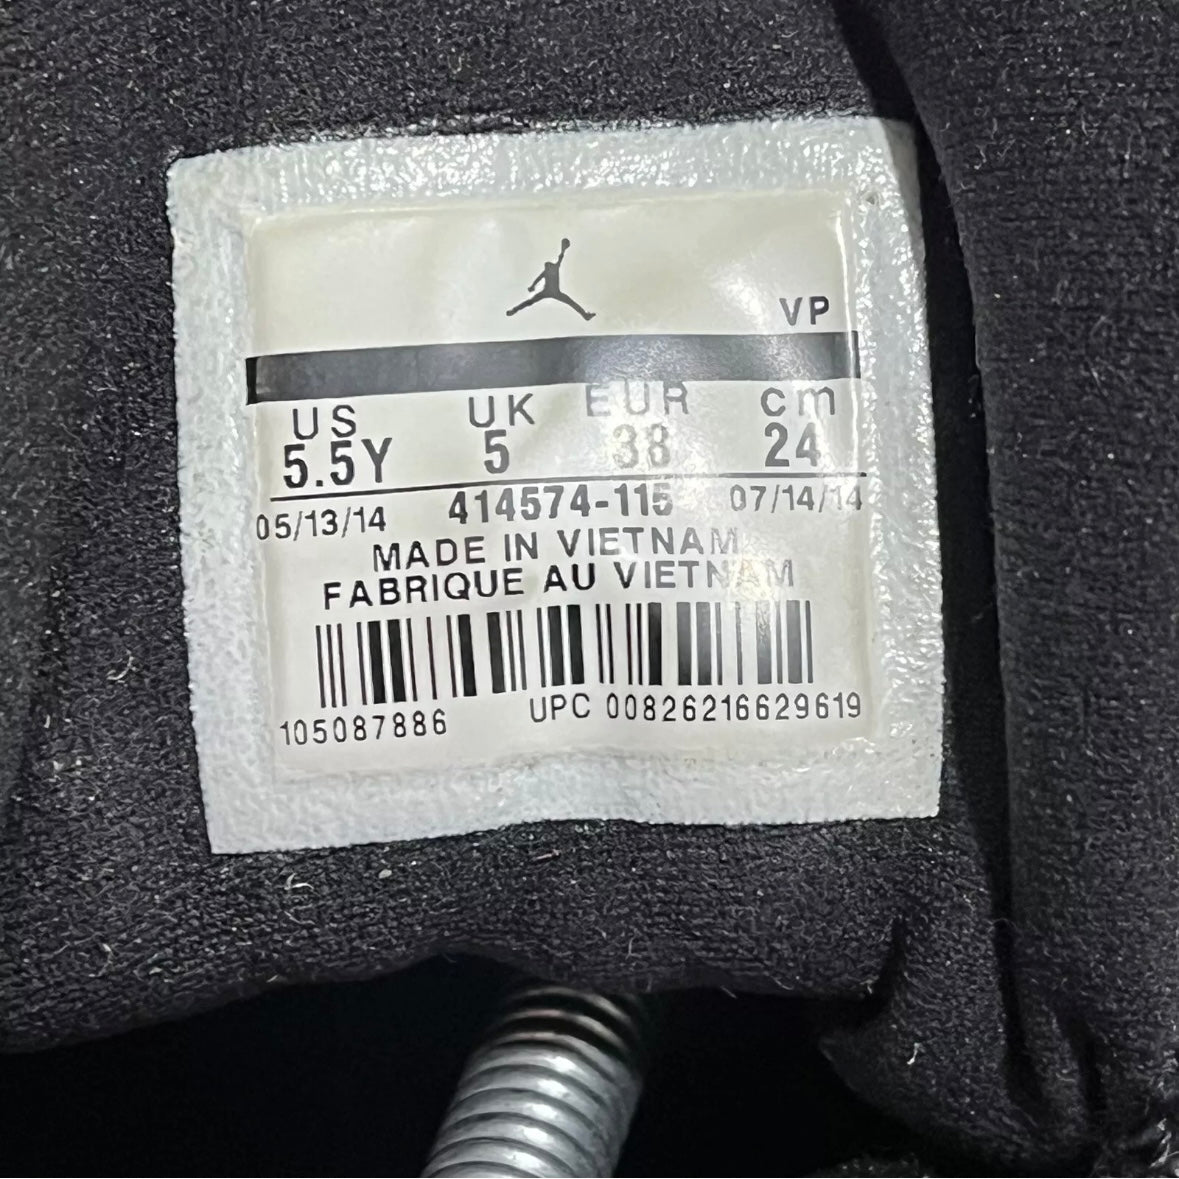 VP
US UK EUR cm
5.5Y 5 38 24
05/13/14 414574-115 07/14/14
MADE IN VIETNAM
FABRIQUE AU VIETNAM
105087886 UPC 00826216629619